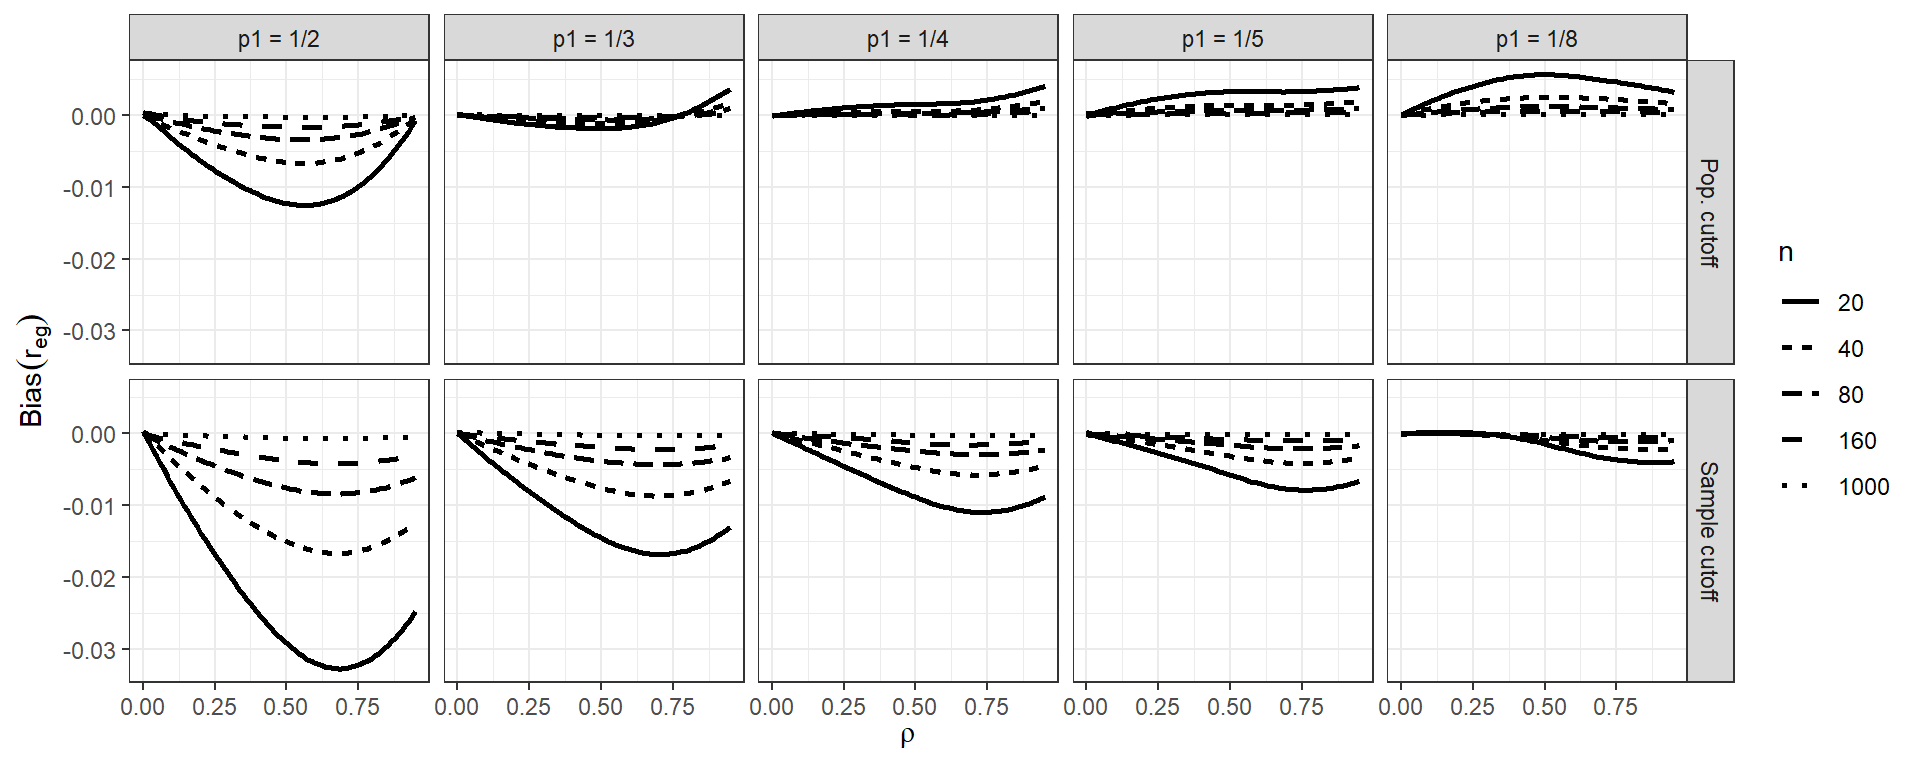 p1 = 1/2 p1 = 1/3 p1 = 1/4 p1 = 1/5 p1 = 1/8
0.00
-0.01
-0.02
-0.03
Pop. cutoff
0.00
-0.01
-0.02
-0.03
Sample cutoff
0.00 0.25 0.50 0.75 0.00 0.25 0.50 0.75 0.00 0.25 0.50 0.75 0.00 0.25 0.50 0.75 0.00 0.25 0.50 0.75
ρ
Bias(r_eg)
n
20
40
80
160
1000